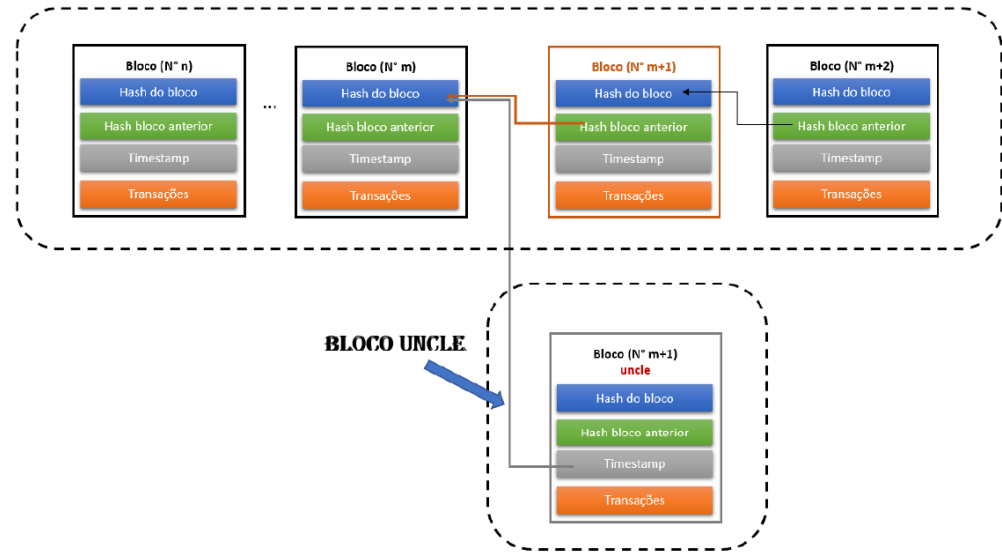 Bloco (N° n)
Hash do bloco
Hash bloco anterior
Timestamp
Transações
...
Bloco (N° m)
Hash do bloco
Hash bloco anterior
Timestamp
Transações
Bloco (N° m+1)
Hash do bloco
Hash bloco anterior
Timestamp
Transações
Bloco (N° m+2)
Hash do bloco
Hash bloco anterior
Timestamp
Transações
BLOCO UNCLE
Bloco (N° m+1)
uncle
Hash do bloco
Hash bloco anterior
Timestamp
Transações